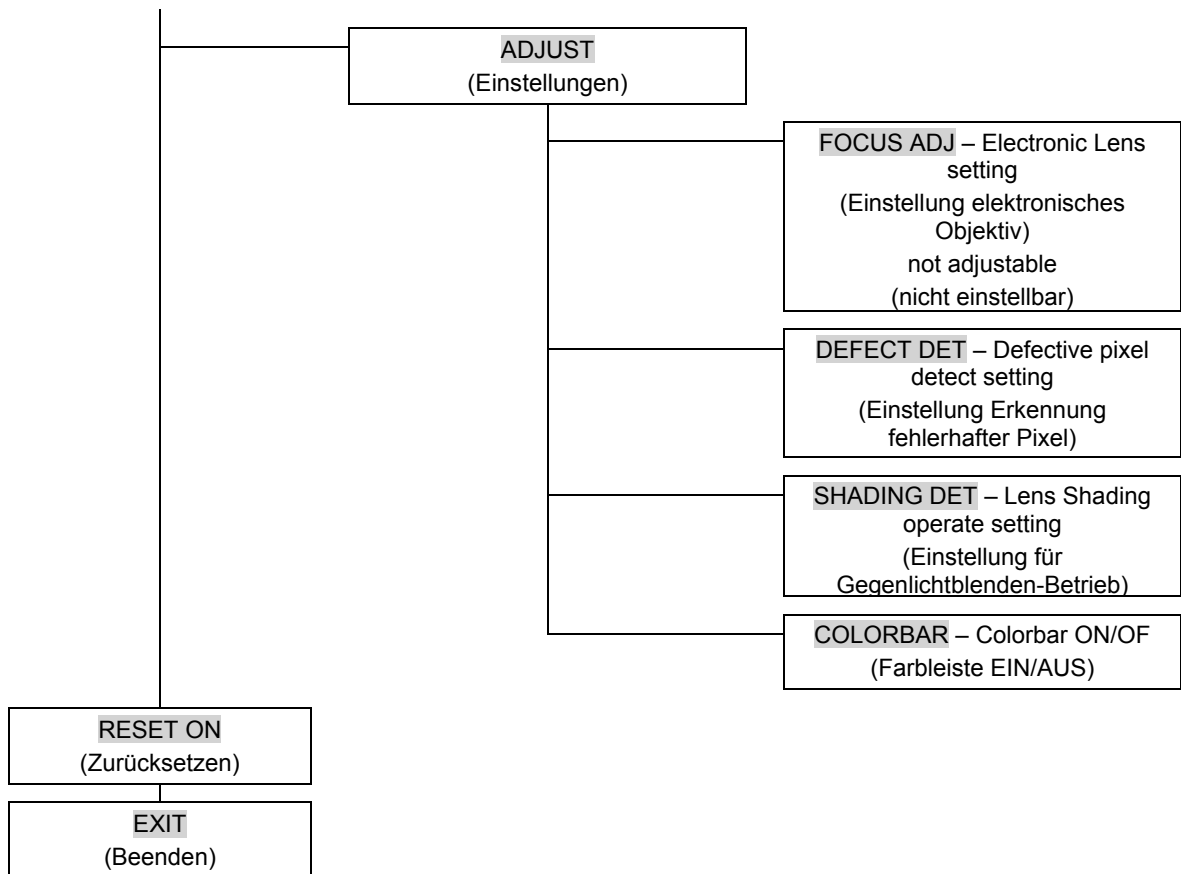 ADJUST
(Einstellungen)
FOCUS ADJ – Electronic Lens
setting
(Einstellung elektronisches
Objektiv)
not adjustable
(nicht einstellbar)
DEFECT DET – Defective pixel
detect setting
(Einstellung Erkennung
fehlerhafter Pixel)
SHADING DET – Lens Shading
operate setting
(Einstellung für
Gegenlichtblenden-Betrieb)
COLORBAR – Colorbar ON/OF
(Farbleiste EIN/AUS)
RESET ON
(Zurücksetzen)
EXIT
(Beenden)